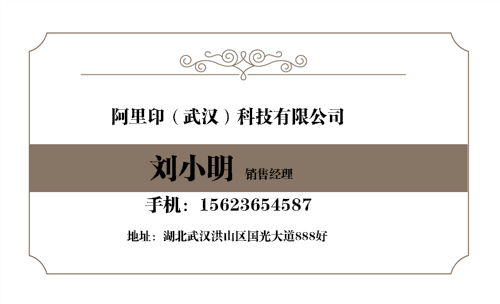 阿里印（武汉）科技有限公司
刘小明 销售经理
手机：15623654587
地址：湖北武汉洪山区国光大道888好